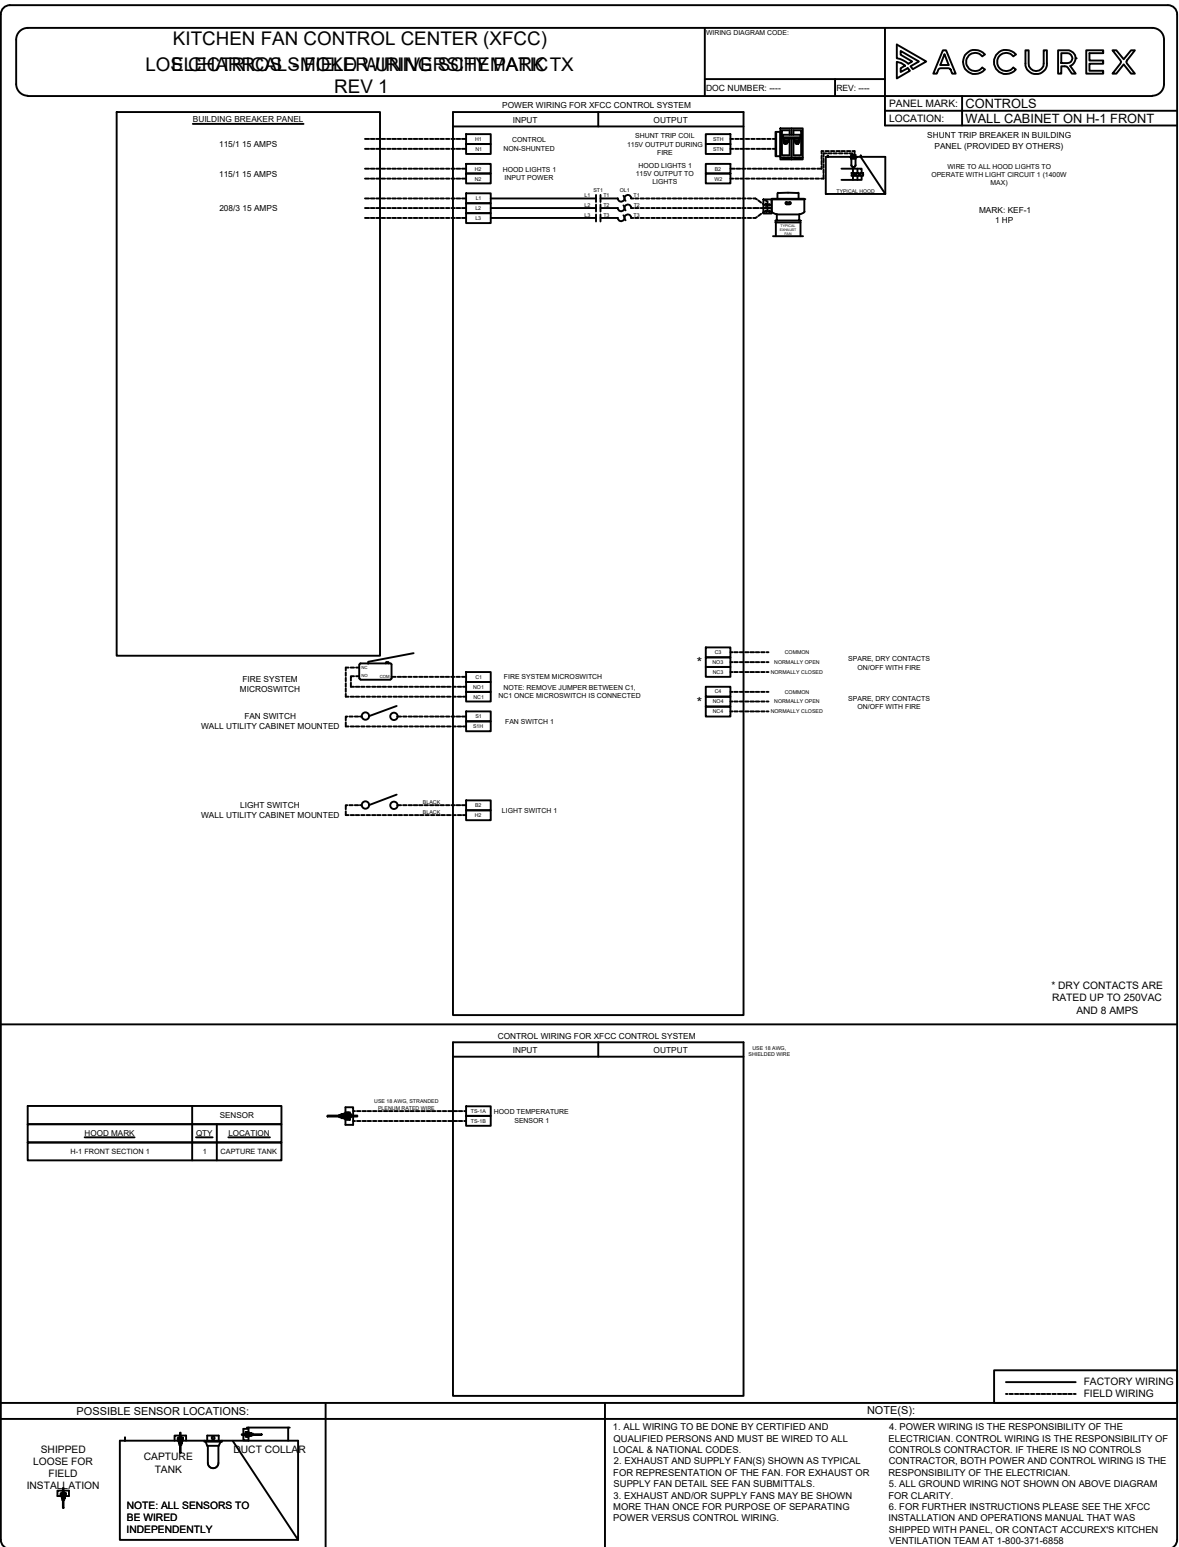 KITCHEN FAN CONTROL CENTER (XFCC)
REV 1
WIRING DIAGRAM CODE:
DOC NUMBER: ----
REV: ----
ACCUREX
PANEL MARK: CONTROLS
LOCATION: WALL CABINET ON H-1 FRONT
POWER WIRING FOR XFCC CONTROL SYSTEM
INPUT OUTPUT
BUILDING BREAKER PANEL
115/1 15 AMPS
H1
N1
CONTROL
NON-SHUNTED
SHUNT TRIP COIL
115V OUTPUT DURING
FIRE
STH
STN
SHUNT TRIP BREAKER IN BUILDING
PANEL (PROVIDED BY OTHERS)
115/1 15 AMPS
H2
N2
HOOD LIGHTS 1
INPUT POWER
HOOD LIGHTS 1
115V OUTPUT TO
LIGHTS
B2
W2
TYPICAL HOOD
WIRE TO ALL HOOD LIGHTS TO
OPERATE WITH LIGHT CIRCUIT 1 (1400W
MAX)
208/3 15 AMPS
L1
L2
L3
ST1 OL1
L1 T1 T1
L2 T2 T2
L3 T3 T3
TYPICAL
EXHAUST
FAN
MARK: KEF-1
1 HP
FIRE SYSTEM
MICROSWITCH
NC
NO COM
C1
NO1
NC1
FIRE SYSTEM MICROSWITCH
NOTE: REMOVE JUMPER BETWEEN C1,
NC1 ONCE MICROSWITCH IS CONNECTED
*
C3 COMMON
NO3 NORMALLY OPEN
NC3 NORMALLY CLOSED
SPARE, DRY CONTACTS
ON/OFF WITH FIRE
*
C4 COMMON
NO4 NORMALLY OPEN
NC4 NORMALLY CLOSED
SPARE, DRY CONTACTS
ON/OFF WITH FIRE
FAN SWITCH
WALL UTILITY CABINET MOUNTED
S1
S1H
FAN SWITCH 1
LIGHT SWITCH
WALL UTILITY CABINET MOUNTED
BLACK
BLACK
B2
H2
LIGHT SWITCH 1
* DRY CONTACTS ARE
RATED UP TO 250VAC
AND 8 AMPS
CONTROL WIRING FOR XFCC CONTROL SYSTEM
INPUT OUTPUT
USE 18 AWG,
SHIELDED WIRE
USE 18 AWG, STRANDED
PLENUM RATED WIRE
TS-1A
TS-1B
HOOD TEMPERATURE
SENSOR 1
SENSOR
HOOD MARK QTY LOCATION
H-1 FRONT SECTION 1 1 CAPTURE TANK
FACTORY WIRING
FIELD WIRING
POSSIBLE SENSOR LOCATIONS:
SHIPPED
LOOSE FOR
FIELD
INSTALLATION
CAPTURE
TANK
DUCT COLLAR
NOTE: ALL SENSORS TO
BE WIRED
INDEPENDENTLY
NOTE(S):
1. ALL WIRING TO BE DONE BY CERTIFIED AND
QUALIFIED PERSONS AND MUST BE WIRED TO ALL
LOCAL & NATIONAL CODES.
2. EXHAUST AND SUPPLY FAN(S) SHOWN AS TYPICAL
FOR REPRESENTATION OF THE FAN. FOR EXHAUST OR
SUPPLY FAN DETAIL SEE FAN SUBMITTALS.
3. EXHAUST AND/OR SUPPLY FANS MAY BE SHOWN
MORE THAN ONCE FOR PURPOSE OF SEPARATING
POWER VERSUS CONTROL WIRING.
4. POWER WIRING IS THE RESPONSIBILITY OF THE
ELECTRICIAN. CONTROL WIRING IS THE RESPONSIBILITY OF
CONTROLS CONTRACTOR. IF THERE IS NO CONTROLS
CONTRACTOR, BOTH POWER AND CONTROL WIRING IS THE
RESPONSIBILITY OF THE ELECTRICIAN.
5. ALL GROUND WIRING NOT SHOWN ON ABOVE DIAGRAM
FOR CLARITY.
6. FOR FURTHER INSTRUCTIONS PLEASE SEE THE XFCC
INSTALLATION AND OPERATIONS MANUAL THAT WAS
SHIPPED WITH PANEL, OR CONTACT ACCUREX'S KITCHEN
VENTILATION TEAM AT 1-800-371-6858